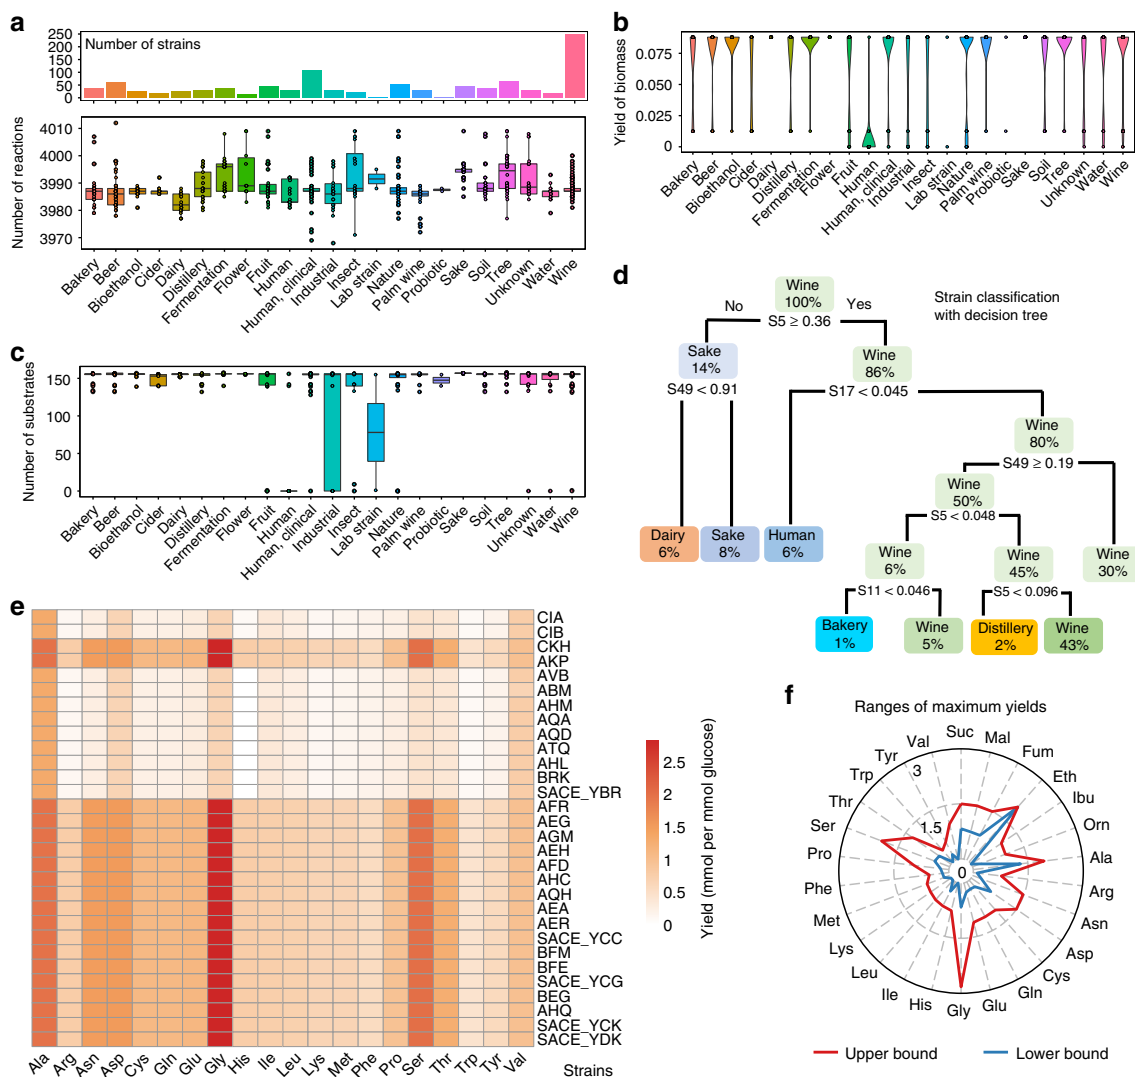 a
Number of strains
250
200
150
100
50
0
Number of reactions
4010
4000
3990
3980
3970
Bakery
Beer
Bioethanol
Cider
Dairy
Distillery
Fermentation
Flower
Fruit
Human
Human, clinical
Industrial
Insect
Lab strain
Nature
Palm wine
Probiotic
Sake
Soil
Tree
Unknown
Water
Wine
b
Yield of biomass
0.075
0.050
0.025
0
Bakery
Beer
Bioethanol
Cider
Dairy
Distillery
Fermentation
Flower
Fruit
Human
Human, clinical
Industrial
Insect
Lab strain
Nature
Palm wine
Probiotic
Sake
Soil
Tree
Unknown
Water
Wine
c
Number of substrates
150
100
50
0
Bakery
Beer
Bioethanol
Cider
Dairy
Distillery
Fermentation
Flower
Fruit
Human
Human, clinical
Industrial
Insect
Lab strain
Nature
Palm wine
Probiotic
Sake
Soil
Tree
Unknown
Water
Wine
d
Strain classification
with decision tree
Wine
100%
No
Yes
S5 ≥ 0.36
Sake
14%
Wine
86%
S49 < 0.91
S17 < 0.045
Wine
80%
S49 ≥ 0.19
Wine
50%
S5 < 0.048
Dairy
6%
Sake
8%
Human
6%
Wine
6%
Wine
45%
Wine
30%
S11 < 0.046
S5 < 0.096
Bakery
1%
Wine
5%
Distillery
2%
Wine
43%
e
CIA
CIB
CKH
AKP
AVB
ABM
AHM
AQA
AQD
ATQ
AHL
BRK
SACE_YBR
AFR
AEG
AGM
AEH
AFD
AHC
AQH
AEA
AER
SACE_YCC
BFM
BFE
SACE_YCG
BEG
AHQ
SACE_YCK
SACE_YDK
Ala
Arg
Asn
Asp
Cys
Gln
Glu
Gly
His
Ile
Leu
Lys
Met
Phe
Pro
Ser
Thr
Trp
Tyr
Val
Strains
2.5
2
1.5
1
0.5
0
Yield (mmol per mmol glucose)
f
Ranges of maximum yields
Suc
Mal
Fum
Eth
Ibu
Orn
Ala
Arg
Asn
Asp
Cys
Gln
Glu
Gly
His
Ile
Leu
Lys
Met
Phe
Pro
Ser
Thr
Trp
Tyr
Val
3
1.5
0
Upper bound
Lower bound